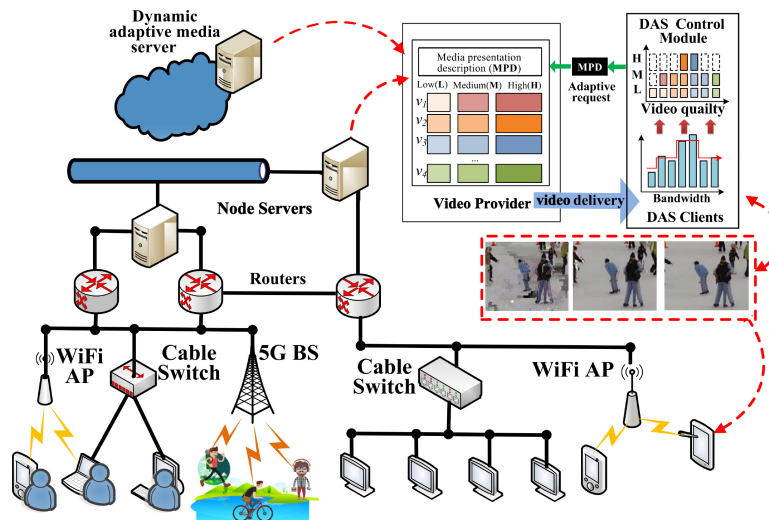 Dynamic adaptive media
server
Media presentation
description (MPD)
Low(L) Medium(M) High(H)
v1
v2
v3
...
v4
Video Provider
MPD
Adaptive
request
video delivery
DAS Control
Module
H
M
L
Video quailty
Bandwidth
DAS Clients
Node Servers
Routers
WiFi
AP
Cable
Switch
5G BS
Cable
Switch
WiFi AP